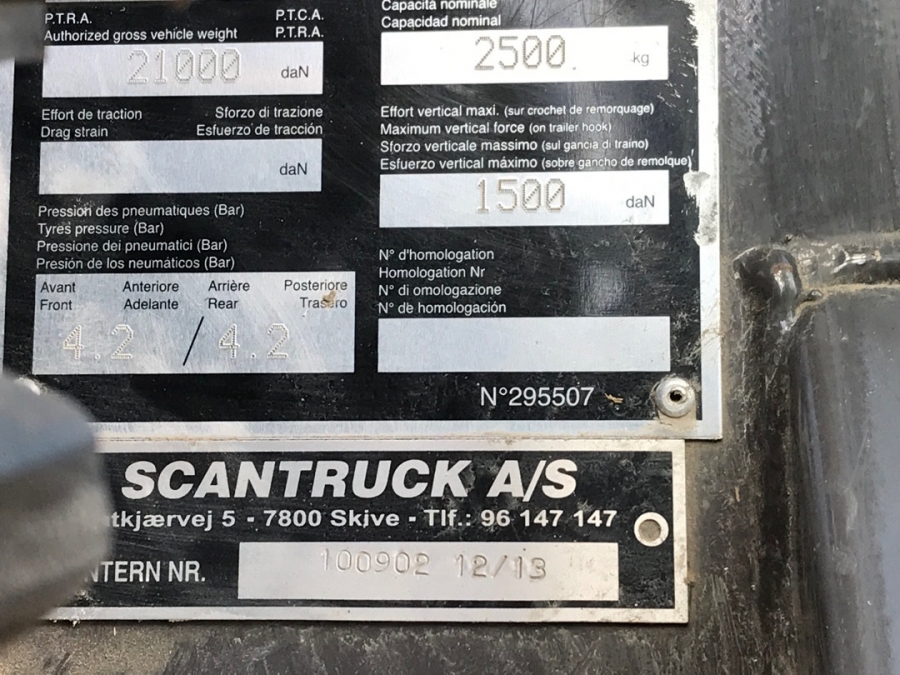 P.T.R.A. P.T.C.A.
Authorized gross vehicle weight P.T.R.A.
21000 daN
Effort de traction Sforzo di trazione
Drag strain Esfuerzo de tracción
daN
Pression des pneumatiques (Bar)
Tyres pressure (Bar)
Pressione dei pneumatici (Bar)
Presión de los neumáticos (Bar)
Avant Anteriore Arrière Posteriore
Front Adelante Rear Trasero
4.2 / 4.2
Capacità nominale
Capacidad nominal
2500 kg
Effort vertical maxi. (sur crochet de remorquage)
Maximum vertical force (on trailer hook)
Sforzo verticale massimo (sul gancia di traino)
Esfuerzo vertical máximo (sobre gancho de remolque)
1500 daN
N° d'homologation
Homologation Nr
N° di omologazione
N° de homologación
N°295507
SCANTRUCK A/S
tkjærvej 5 - 7800 Skive - Tlf.: 96 147 147
NTERN NR. 100902 12/13